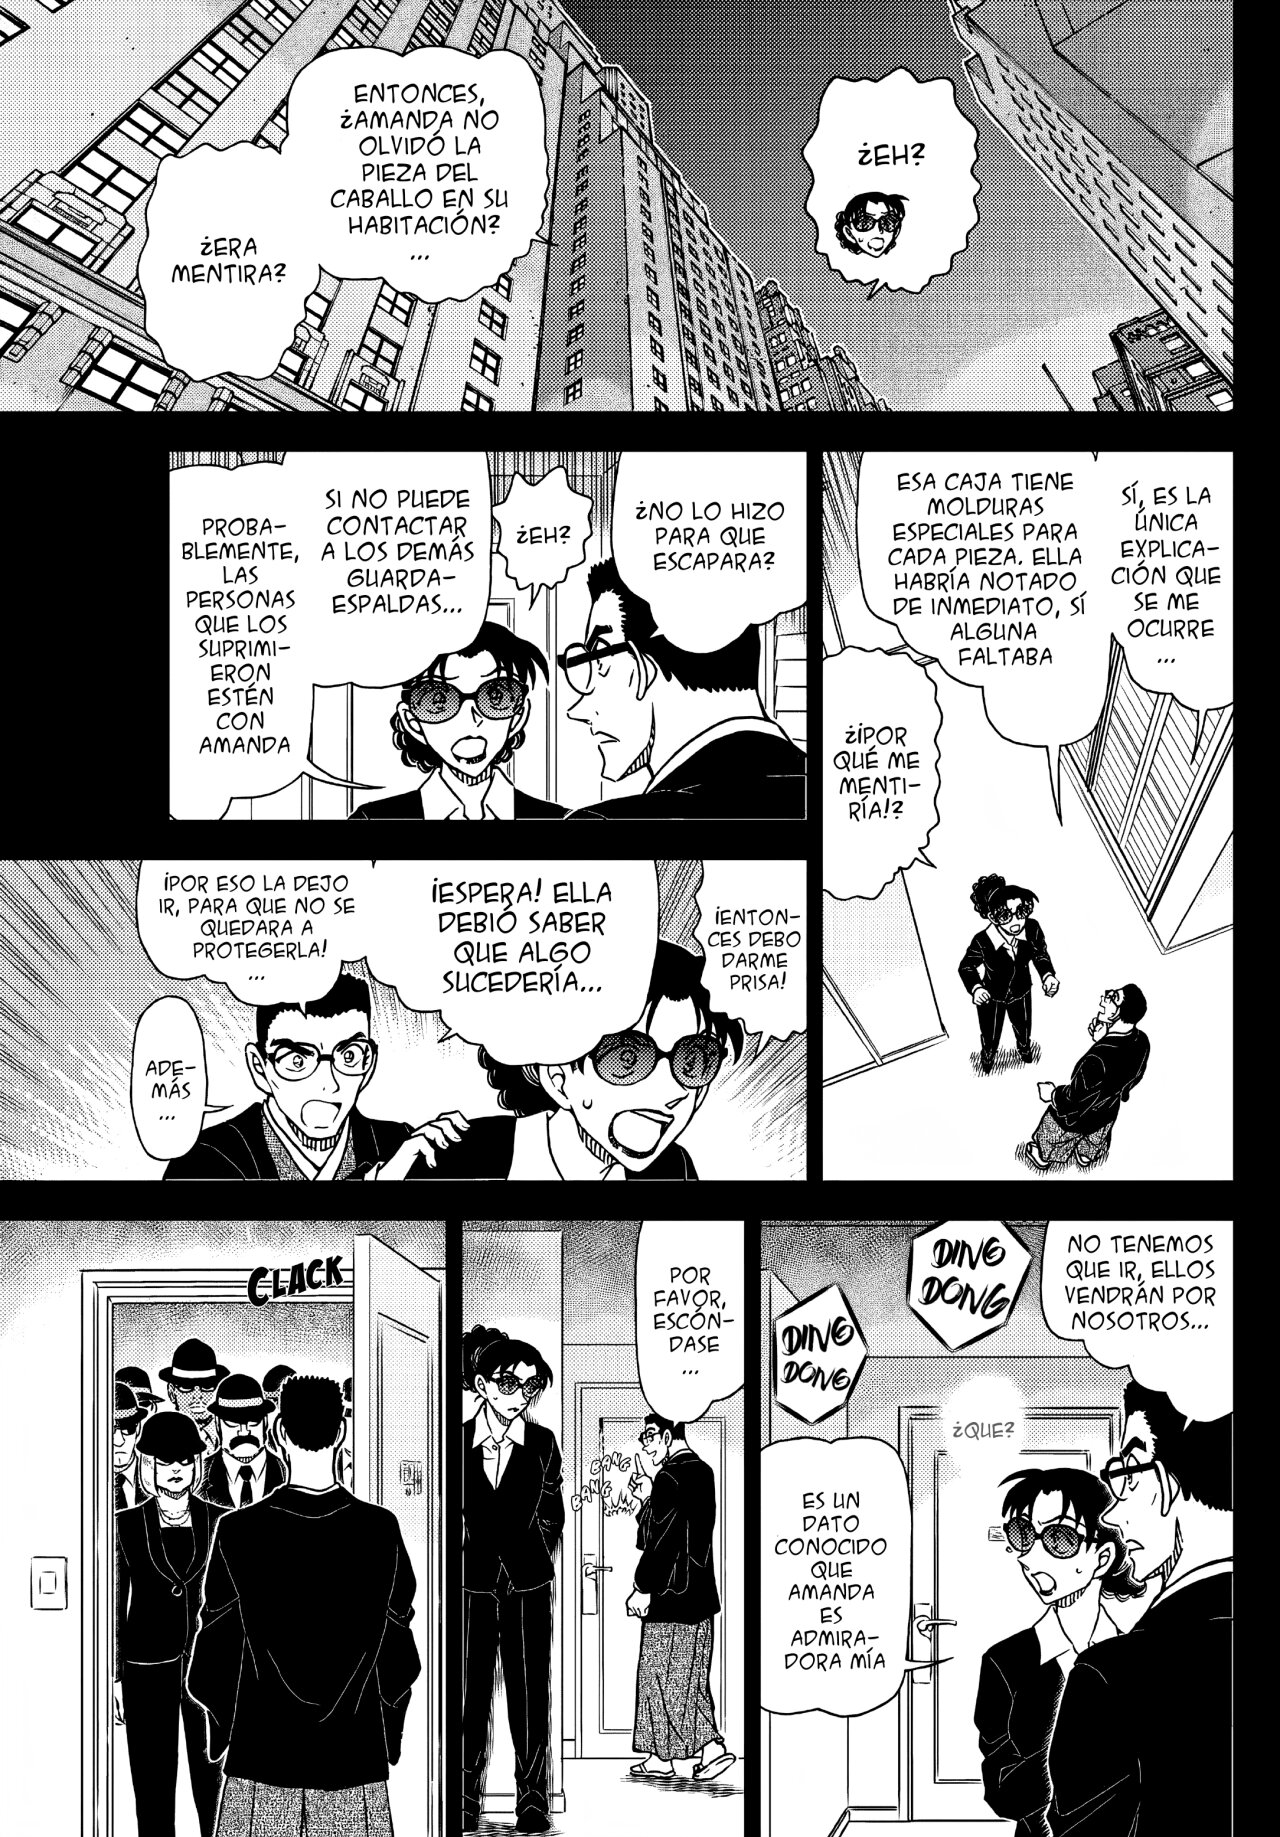 ¿EH?
ENTONCES,
¿AMANDA NO
OLVIDÓ LA
PIEZA DEL
CABALLO EN SU
HABITACIÓN?
...
¿ERA
MENTIRA?
SÍ, ES LA
ÚNICA
EXPLICA-
CIÓN QUE
SE ME
OCURRE
...
ESA CAJA TIENE
MOLDURAS
ESPECIALES PARA
CADA PIEZA. ELLA
HABRÍA NOTADO
DE INMEDIATO, SÍ
ALGUNA
FALTABA
¿¡POR
QUÉ ME
MENTI-
RÍA!?
¿NO LO HIZO
PARA QUE
ESCAPARA?
¿EH?
SI NO PUEDE
CONTACTAR
A LOS DEMÁS
GUARDA-
ESPALDAS...
PROBA-
BLEMENTE,
LAS
PERSONAS
QUE LOS
SUPRIMI-
ERON
ESTÉN
CON
AMANDA
¡ENTON-
CES DEBO
DARME
PRISA!
¡ESPERA! ELLA
DEBIÓ SABER
QUE ALGO
SUCEDERÍA...
¡POR ESO LA DEJO
IR, PARA QUE NO SE
QUEDARA A
PROTEGERLA!
...
ADE-
MÁS
...
NO TENEMOS
QUE IR, ELLOS
VENDRÁN POR
NOSOTROS...
DING
DONG
DING
DONG
¿QUE?
ES UN
DATO
CONOCIDO
QUE
AMANDA
ES
ADMIRA-
DORA MÍA
POR
FAVOR,
ESCÓN-
DASE
...
BANG
BANG
CLACK